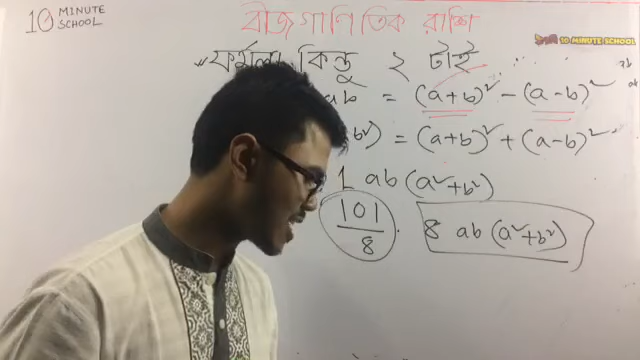 10 MINUTE SCHOOL
বীজগাণিতিক রাশি
10 MINUTE SCHOOL
ফর্মুলা কিন্তু ২ টাই
ab = (a+b)² - (a-b)²
b²) = (a+b)² + (a-b)²
1 ab (a²+b²)
101/8
8 ab (a²+b²)